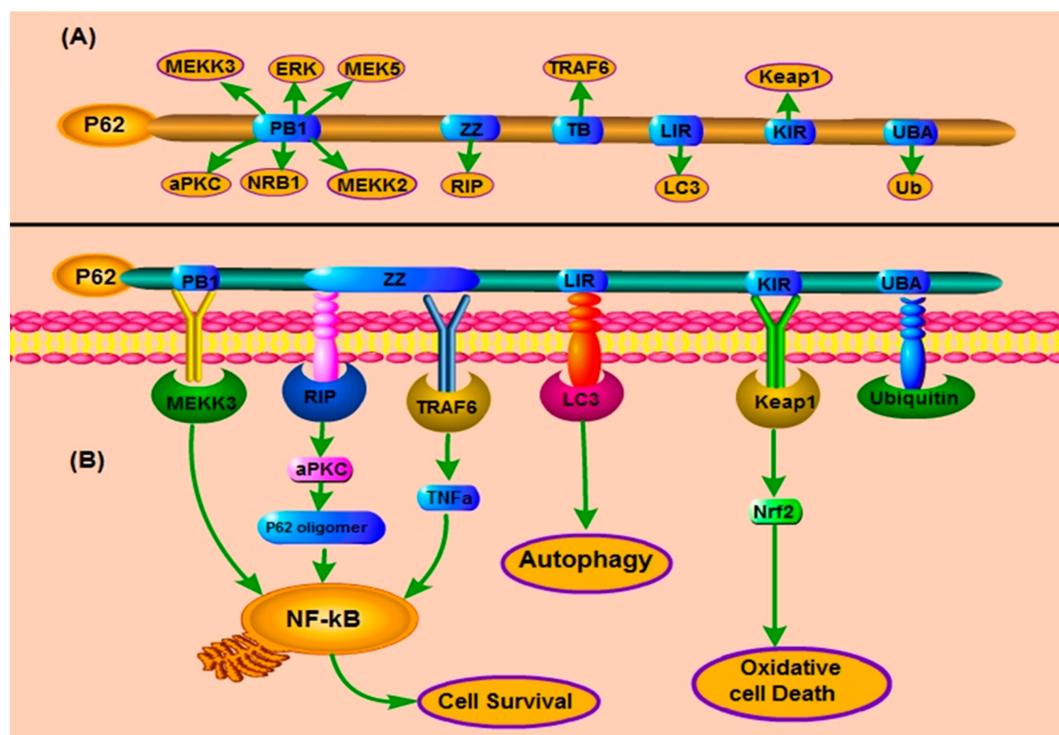 (A)
MEKK3
ERK
MEK5
TRAF6
Keap1
P62
PB1
ZZ
TB
LIR
KIR
UBA
aPKC
NRB1
MEKK2
RIP
LC3
Ub
P62
PB1
ZZ
LIR
KIR
UBA
MEKK3
RIP
TRAF6
LC3
Keap1
Ubiquitin
(B)
aPKC
TNFa
P62 oligomer
Nrf2
Autophagy
NF-kB
Cell Survival
Oxidative
cell Death